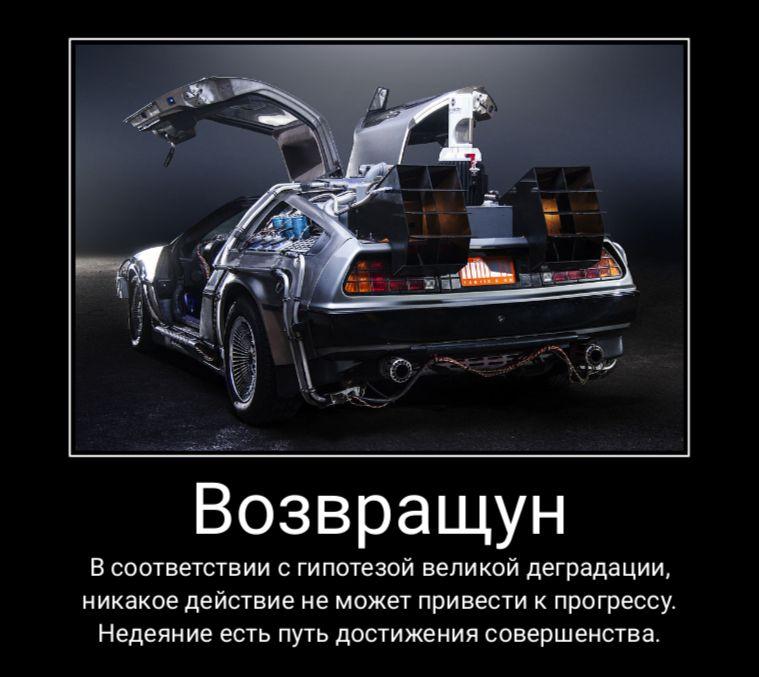 Возвращун
В соответствии с гипотезой великой деградации,
никакое действие не может привести к прогрессу.
Недеяние есть путь достижения совершенства.